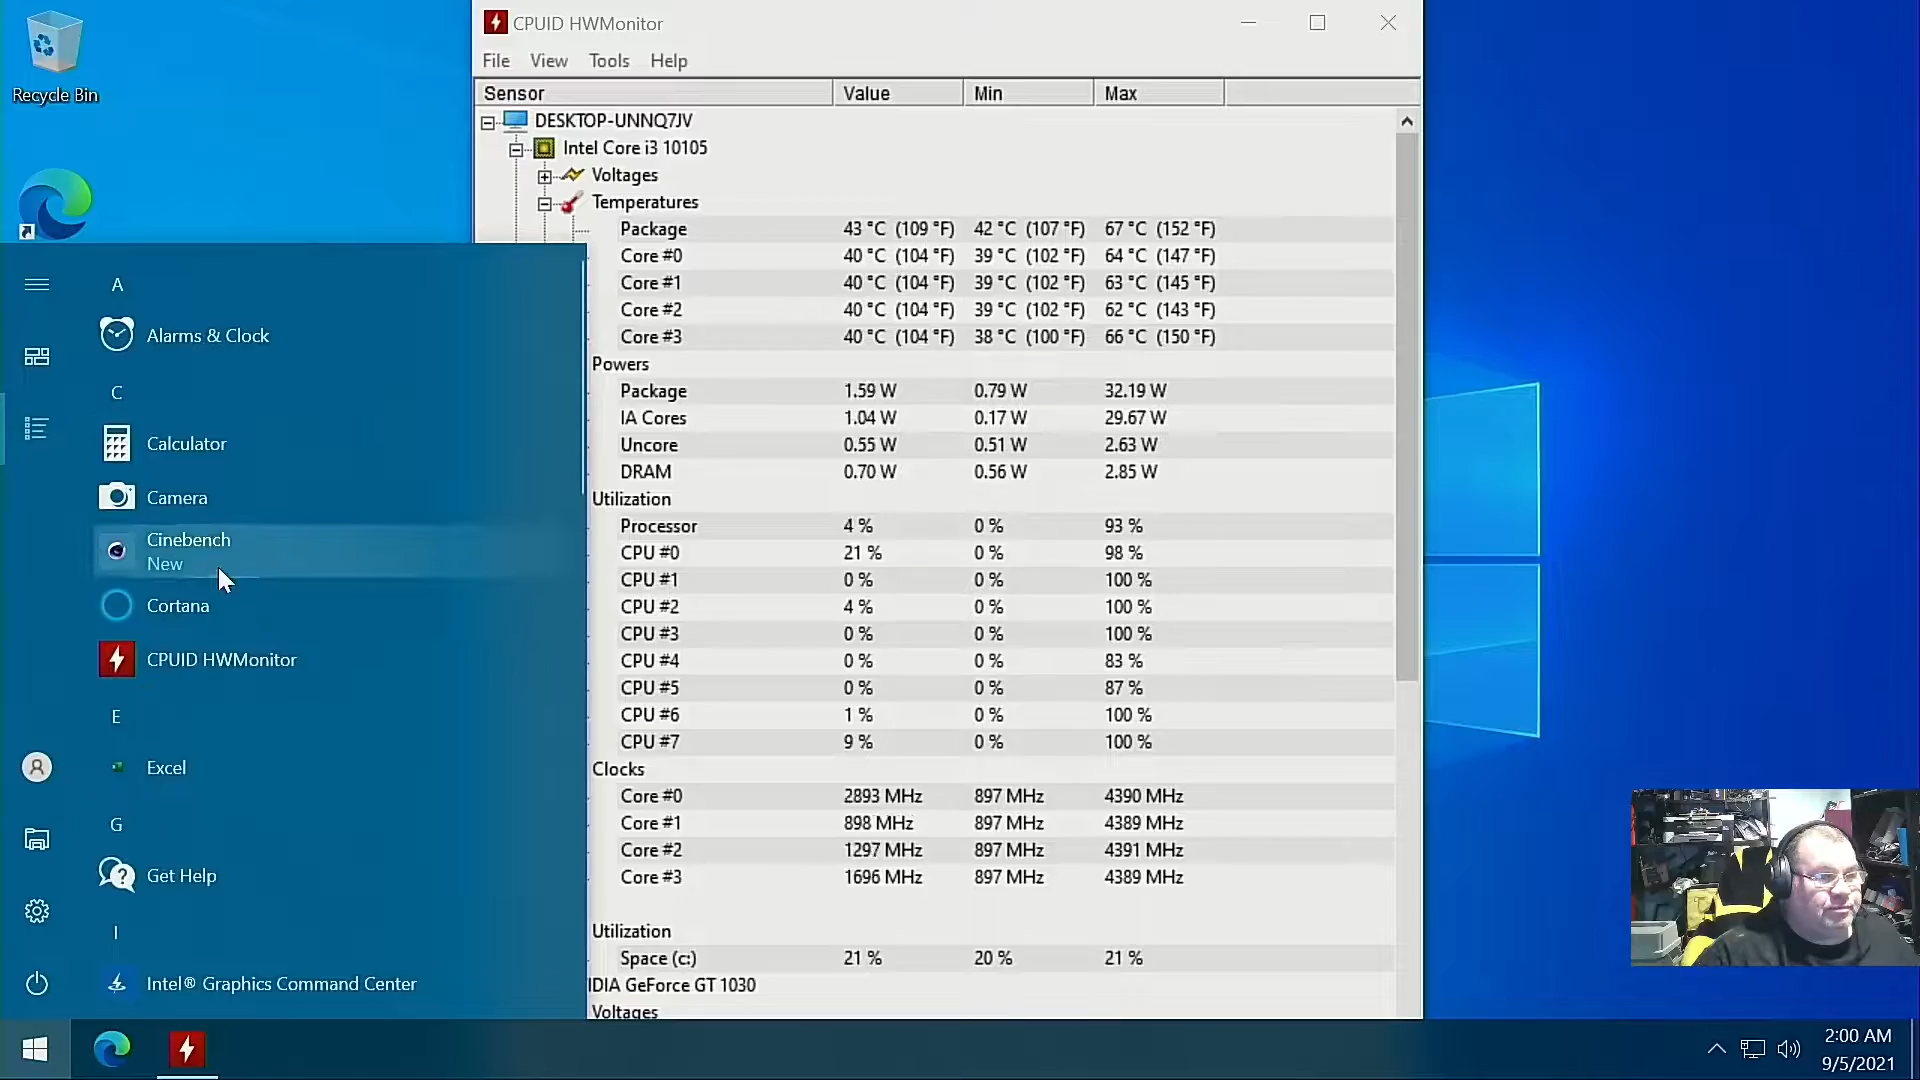 Recycle Bin
CPUID HWMonitor
File View Tools Help
Sensor Value Min Max
DESKTOP-UNNQ7JV
Intel Core i3 10105
Voltages
Temperatures
Package 43 °C (109 °F) 42 °C (107 °F) 67 °C (152 °F)
Core #0 40 °C (104 °F) 39 °C (102 °F) 64 °C (147 °F)
Core #1 40 °C (104 °F) 39 °C (102 °F) 63 °C (145 °F)
Core #2 40 °C (104 °F) 39 °C (102 °F) 62 °C (143 °F)
Core #3 40 °C (104 °F) 38 °C (100 °F) 66 °C (150 °F)
Powers
Package 1.59 W 0.79 W 32.19 W
IA Cores 1.04 W 0.17 W 29.67 W
Uncore 0.55 W 0.51 W 2.63 W
DRAM 0.70 W 0.56 W 2.85 W
Utilization
Processor 4 % 0 % 93 %
CPU #0 21 % 0 % 98 %
CPU #1 0 % 0 % 100 %
CPU #2 4 % 0 % 100 %
CPU #3 0 % 0 % 100 %
CPU #4 0 % 0 % 83 %
CPU #5 0 % 0 % 87 %
CPU #6 1 % 0 % 100 %
CPU #7 9 % 0 % 100 %
Clocks
Core #0 2893 MHz 897 MHz 4390 MHz
Core #1 898 MHz 897 MHz 4389 MHz
Core #2 1297 MHz 897 MHz 4391 MHz
Core #3 1696 MHz 897 MHz 4389 MHz
Utilization
Space (c:) 21 % 20 % 21 %
IDIA GeForce GT 1030
Voltages
A
Alarms & Clock
C
Calculator
Camera
Cinebench
New
Cortana
CPUID HWMonitor
E
Excel
G
Get Help
I
Intel® Graphics Command Center
2:00 AM
9/5/2021